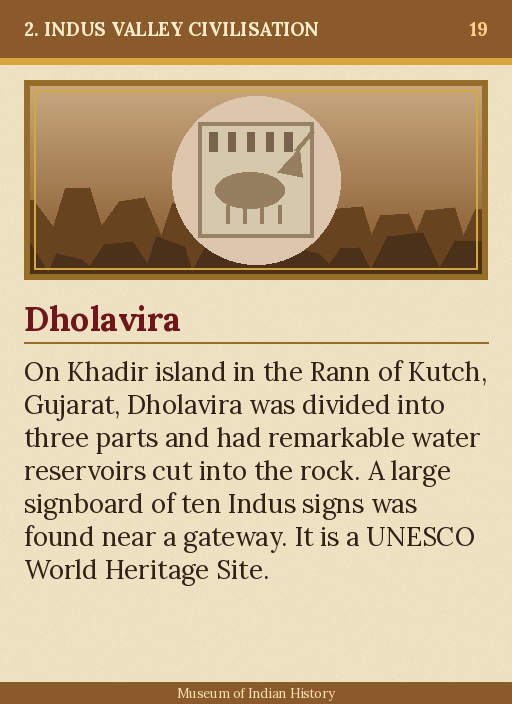 2. INDUS VALLEY CIVILISATION 19
Dholavira
On Khadir island in the Rann of Kutch,
Gujarat, Dholavira was divided into
three parts and had remarkable water
reservoirs cut into the rock. A large
signboard of ten Indus signs was
found near a gateway. It is a UNESCO
World Heritage Site.
Museum of Indian History